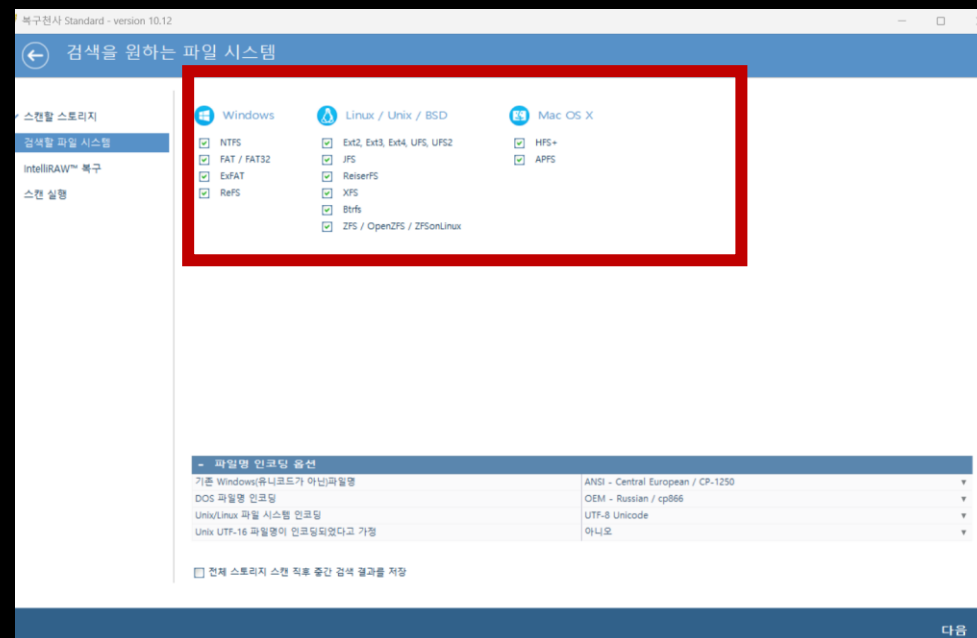 복구천사 Standard - version 10.12
검색을 원하는 파일 시스템
스캔할 스토리지
검색할 파일 시스템
IntelliRAW™ 복구
스캔 실행
Windows
NTFS
FAT / FAT32
ExFAT
ReFS
Linux / Unix / BSD
Ext2, Ext3, Ext4, UFS, UFS2
JFS
ReiserFS
XFS
Btrfs
ZFS / OpenZFS / ZFSonLinux
Mac OS X
HFS+
APFS
- 파일명 인코딩 옵션
기존 Windows(유니코드가 아닌)파일명 ANSI - Central European / CP-1250
DOS 파일명 인코딩 OEM - Russian / cp866
Unix/Linux 파일 시스템 인코딩 UTF-8 Unicode
Unix UTF-16 파일명이 인코딩되었다고 가정 아니오
전체 스토리지 스캔 직후 중간 검색 결과를 저장
다음